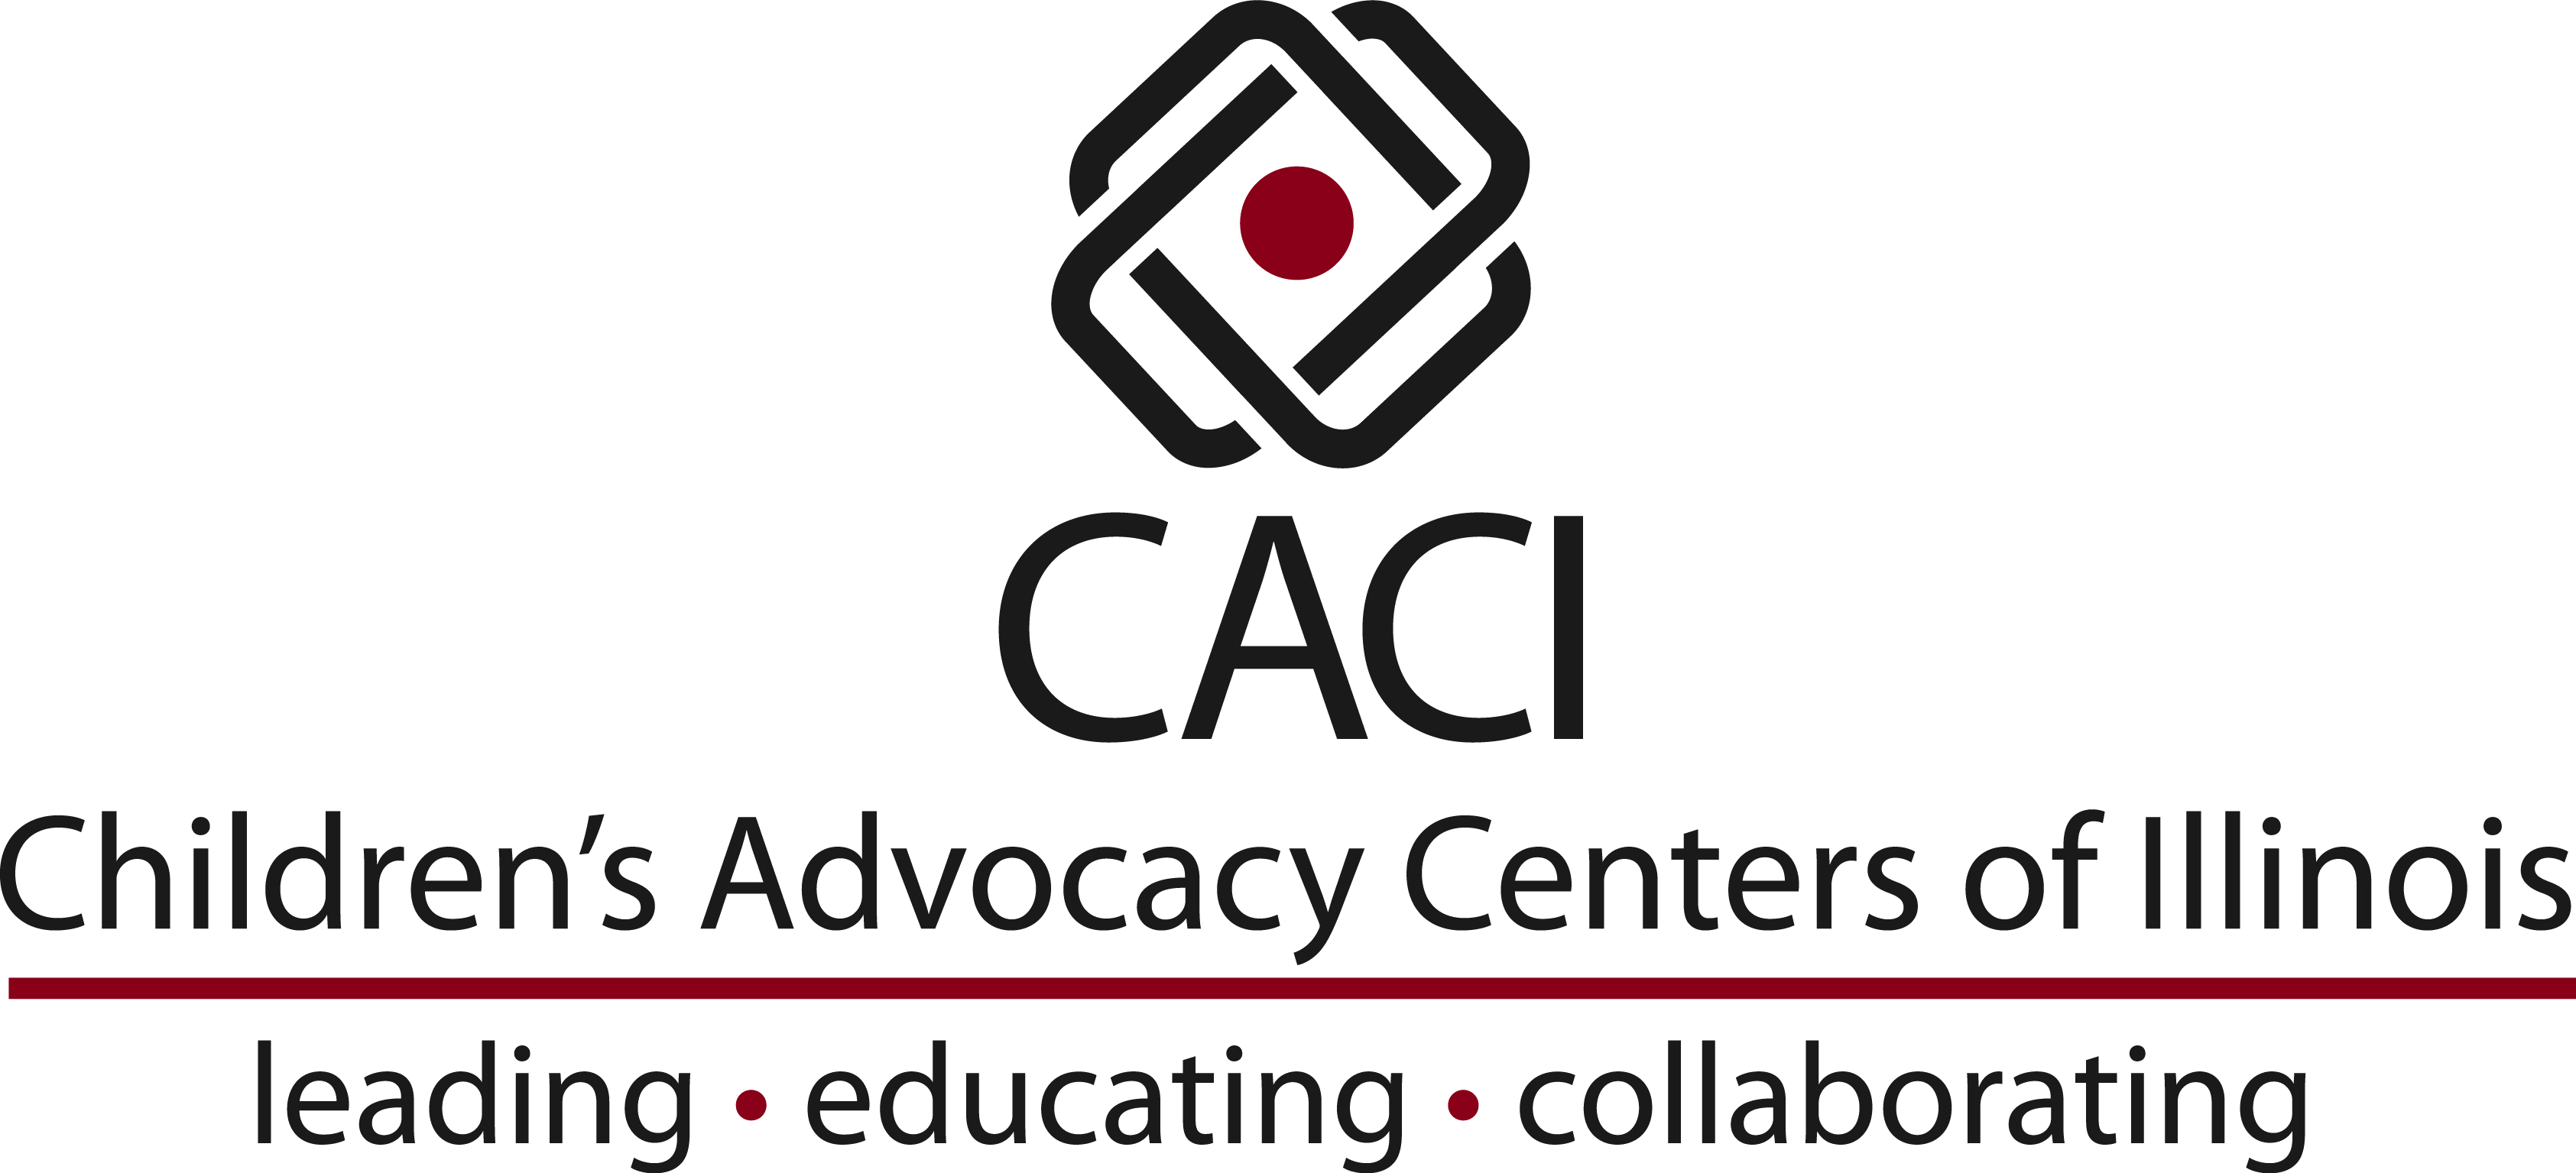 CACI
Children’s Advocacy Centers of Illinois
leading • educating • collaborating